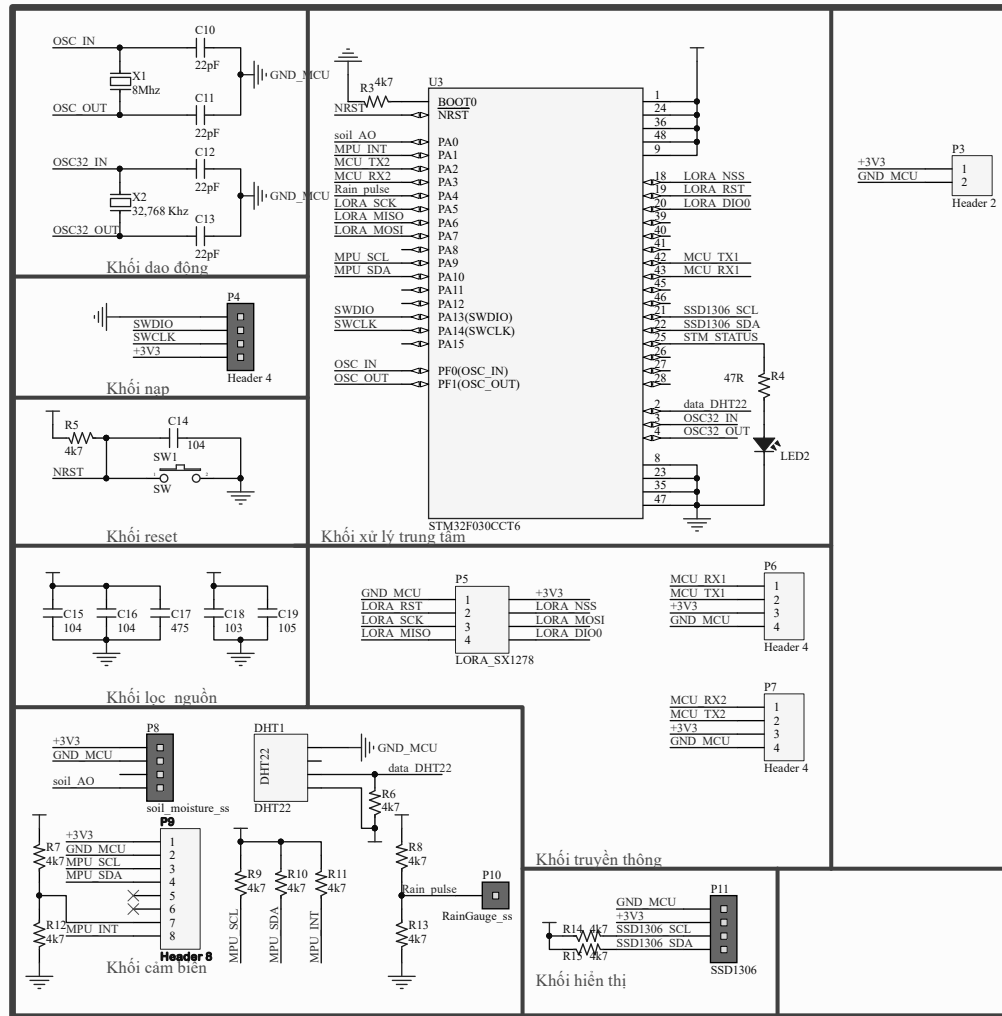 OSC_IN
C10
22pF
X1
8Mhz
GND_MCU
C11
OSC_OUT
22pF
C12
OSC32_IN
22pF
X2
32,768 Khz
GND_MCU
C13
OSC32_OUT
22pF
Khối dao động
P4
SWDIO
SWCLK
+3V3
Header 4
Khối nạp
R5
4k7
C14
104
SW1
NRST
SW
Khối reset
C15
104
C16
104
C17
475
C18
103
C19
105
Khối lọc nguồn
R3
4k7
U3
NRST
BOOT0
NRST
soil_AO
PA0
MPU_INT
PA1
MCU_TX2
PA2
MCU_RX2
PA3
Rain_pulse
PA4
LORA_SCK
PA5
LORA_MISO
PA6
LORA_MOSI
PA7
PA8
MPU_SCL
PA9
MPU_SDA
PA10
PA11
PA12
SWDIO
PA13(SWDIO)
SWCLK
PA14(SWCLK)
PA15
OSC_IN
PF0(OSC_IN)
OSC_OUT
PF1(OSC_OUT)
1
24
36
48
9
18 LORA_NSS
19 LORA_RST
20 LORA_DIO0
39
40
41
42 MCU_TX1
43 MCU_RX1
45
46
21 SSD1306_SCL
22 SSD1306_SDA
25 STM_STATUS
26
27
28
47R
R4
2 data_DHT22
3 OSC32_IN
4 OSC32_OUT
LED2
8
23
35
47
STM32F030CCT6
Khối xử lý trung tâm
P3
+3V3 1
GND_MCU 2
Header 2
P5
GND_MCU 1 +3V3
LORA_RST 2 LORA_NSS
LORA_SCK 3 LORA_MOSI
LORA_MISO 4 LORA_DIO0
LORA_SX1278
P6
MCU_RX1 1
MCU_TX1 2
+3V3 3
GND_MCU 4
Header 4
P7
MCU_RX2 1
MCU_TX2 2
+3V3 3
GND_MCU 4
Header 4
Khối truyền thông
P8
+3V3
GND_MCU
soil_AO
soil_moisture_ss
DHT1
DHT22
GND_MCU
data_DHT22
DHT22
R6
4k7
P9
+3V3 1
GND_MCU 2
MPU_SCL 3
MPU_SDA 4
5
6
7
MPU_INT 8
Header 8
R7
4k7
R12
4k7
R9
4k7
R10
4k7
R11
4k7
MPU_SCL
MPU_SDA
MPU_INT
R8
4k7
Rain_pulse
P10
RainGauge_ss
R13
4k7
Khối cảm biến
P11
GND_MCU
+3V3
R14 4k7 SSD1306_SCL
R15 4k7 SSD1306_SDA
SSD1306
Khối hiển thị